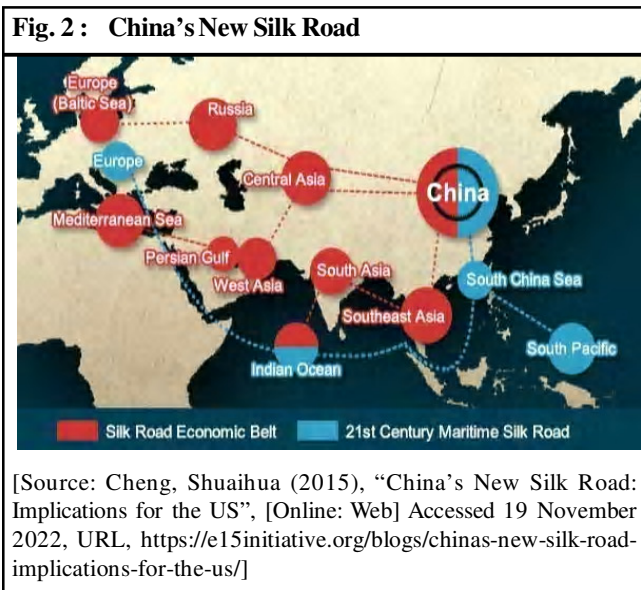 Fig. 2 : China's New Silk Road
Europe
(Baltic Sea)
Russia
Europe
Central Asia
China
Mediterranean Sea
Persian Gulf
West Asia
South Asia
South China Sea
Southeast Asia
South Pacific
Indian Ocean
Silk Road Economic Belt
21st Century Maritime Silk Road
[Source: Cheng, Shuaihua (2015), “China's New Silk Road:
Implications for the US”, [Online: Web] Accessed 19 November
2022, URL, https://e15initiative.org/blogs/chinas-new-silk-road-
implications-for-the-us/]